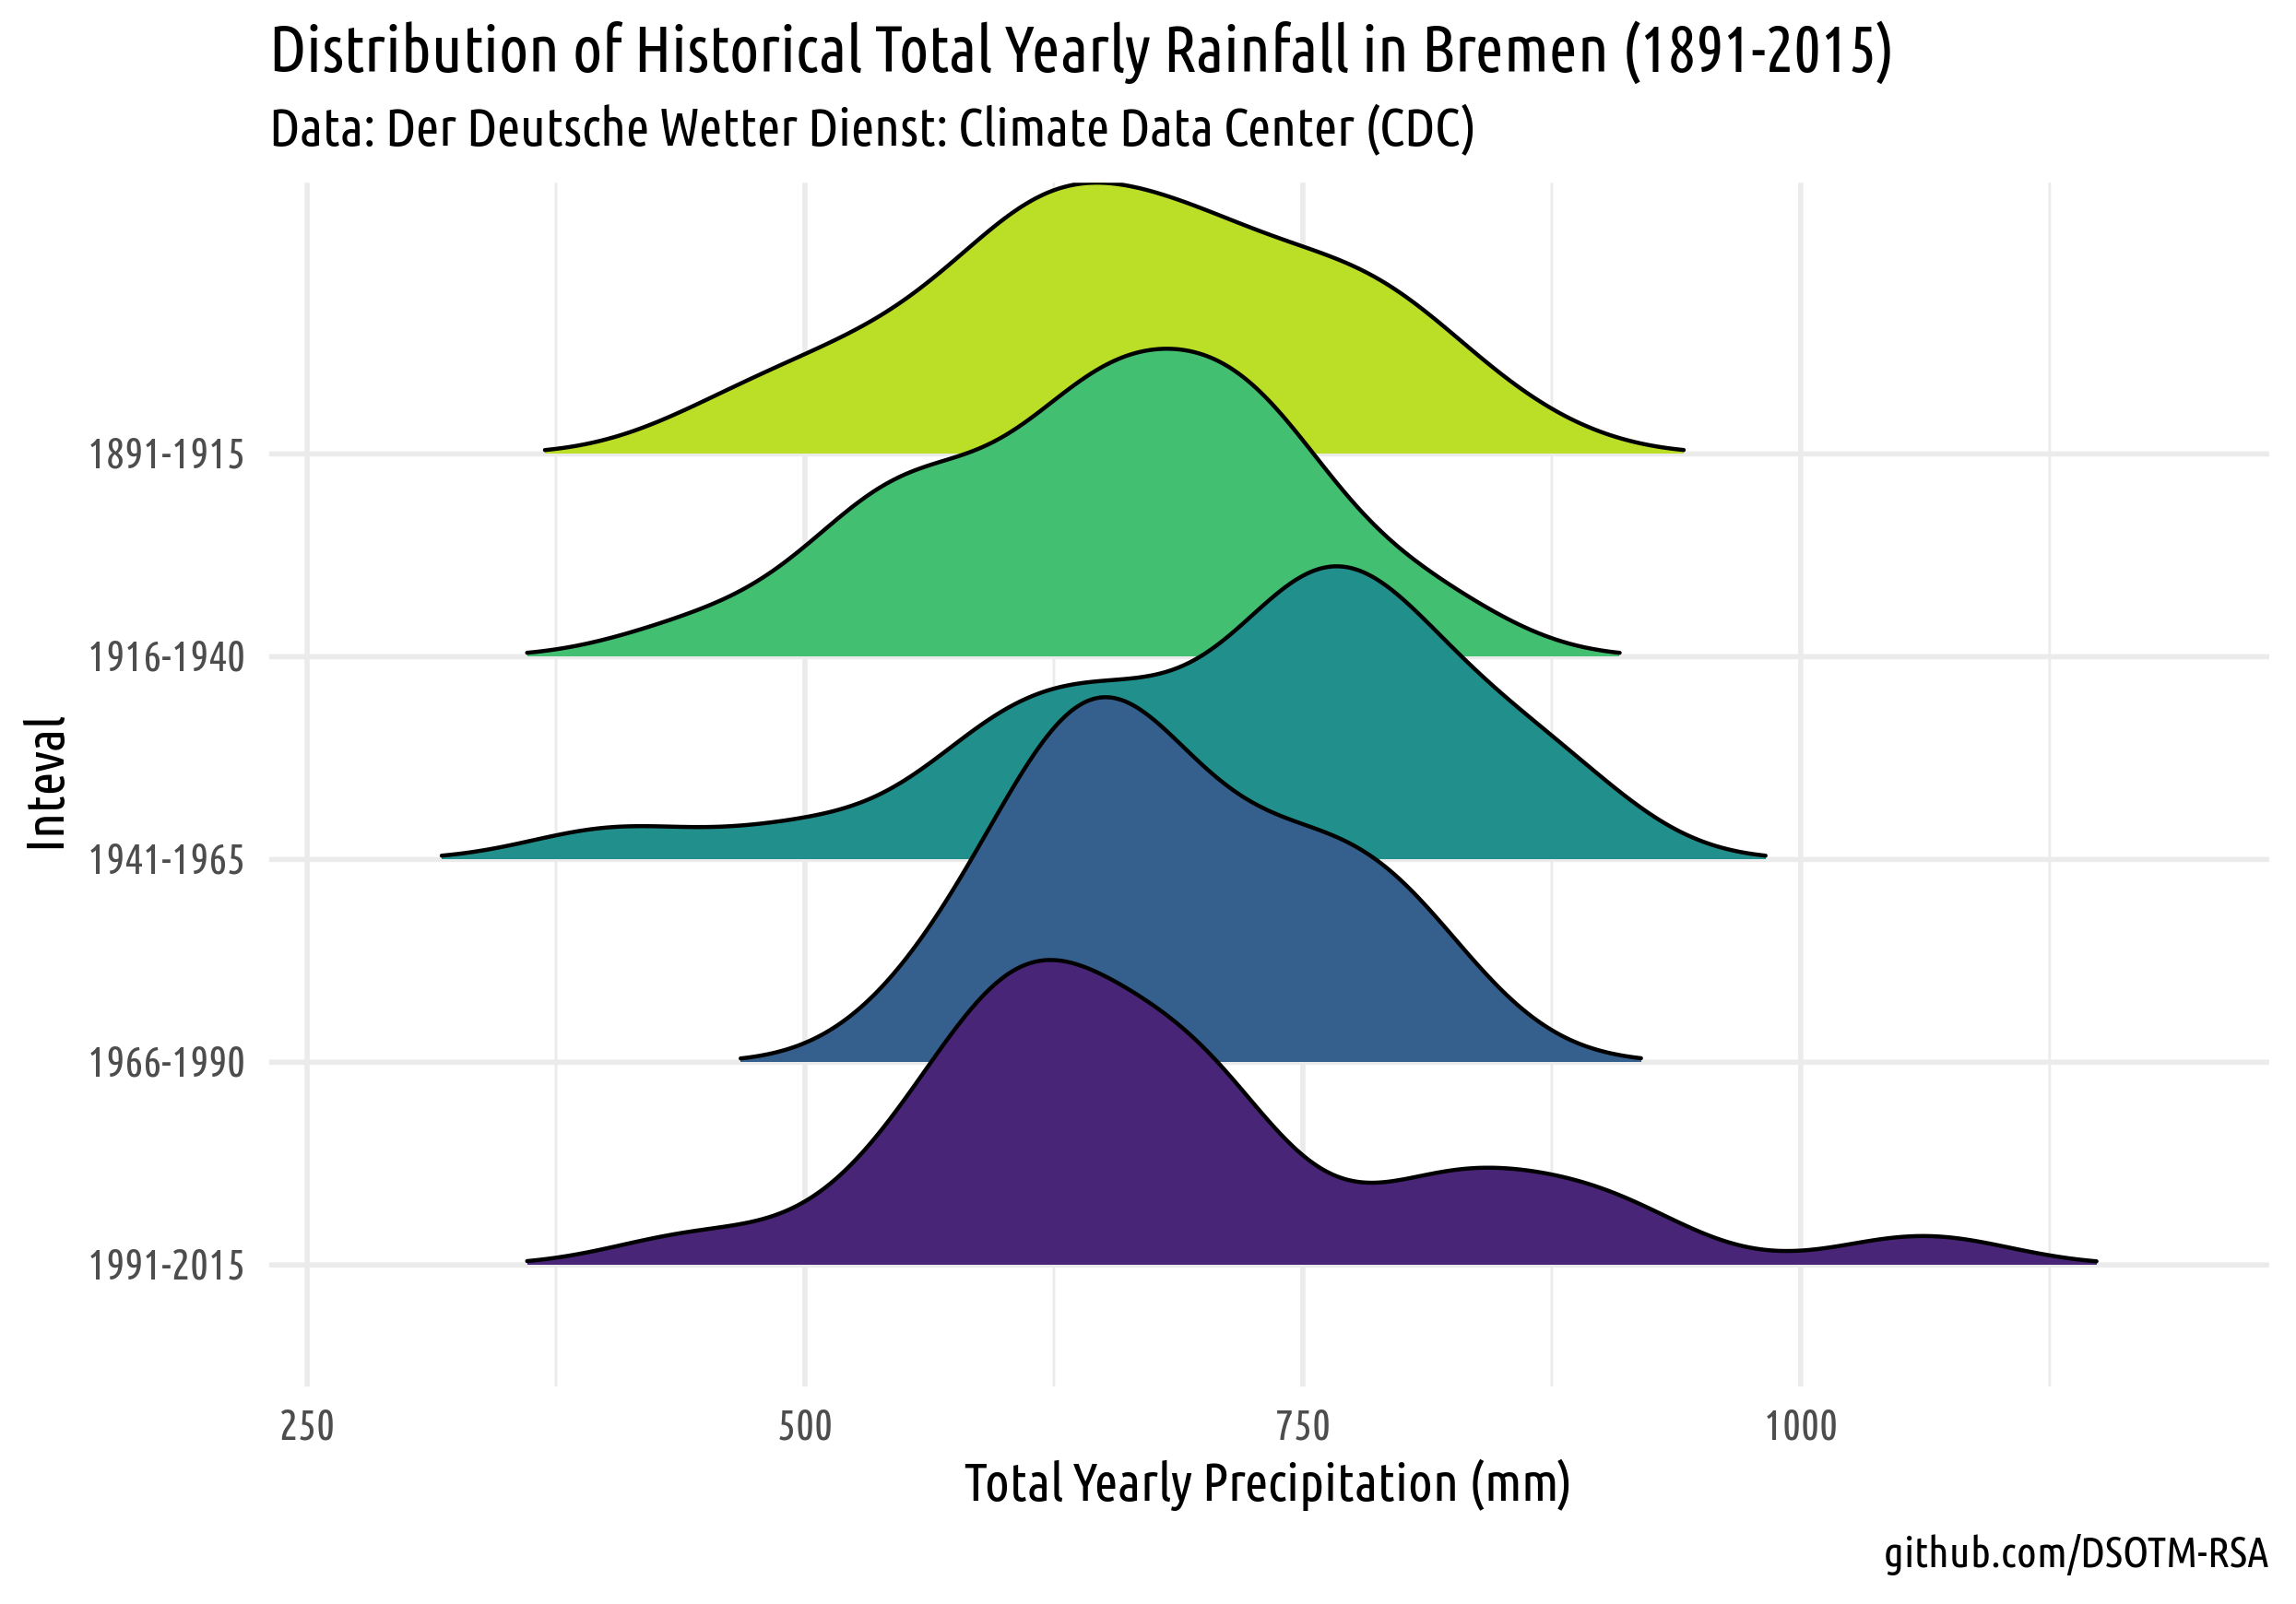 Distribution of Historical Total Yearly Rainfall in Bremen (1891-2015)
Data: Der Deutsche Wetter Dienst: Climate Data Center (CDC)
Inteval
1891-1915
1916-1940
1941-1965
1966-1990
1991-2015
250 500 750 1000
Total Yearly Precipitation (mm)
github.com/DSOTM-RSA